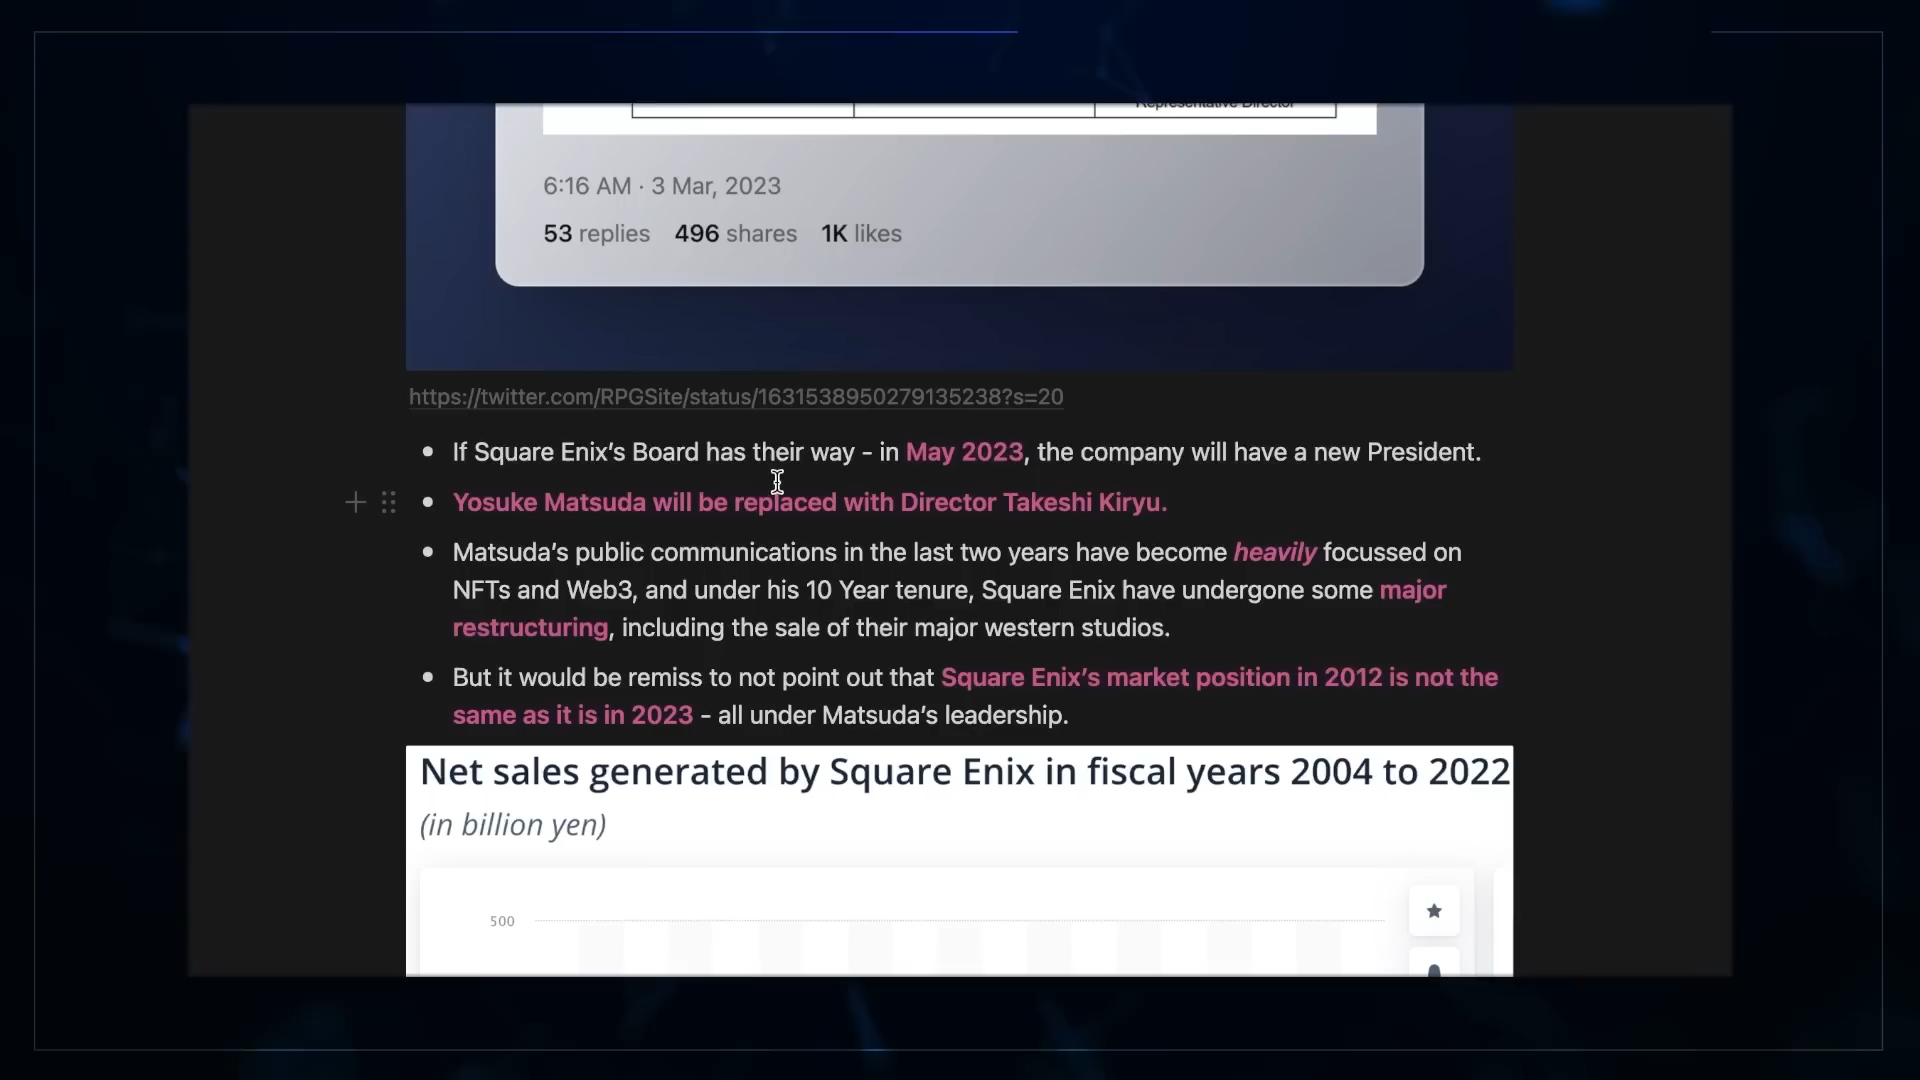 Representative Director
6:16 AM · 3 Mar, 2023
53 replies 496 shares 1K likes
https://twitter.com/RPGSite/status/1631538950279135238?s=20
If Square Enix’s Board has their way - in May 2023, the company will have a new President.
Yosuke Matsuda will be replaced with Director Takeshi Kiryu.
Matsuda’s public communications in the last two years have become heavily focussed on
NFTs and Web3, and under his 10 Year tenure, Square Enix have undergone some major
restructuring, including the sale of their major western studios.
But it would be remiss to not point out that Square Enix’s market position in 2012 is not the
same as it is in 2023 - all under Matsuda’s leadership.
Net sales generated by Square Enix in fiscal years 2004 to 2022
(in billion yen)
500